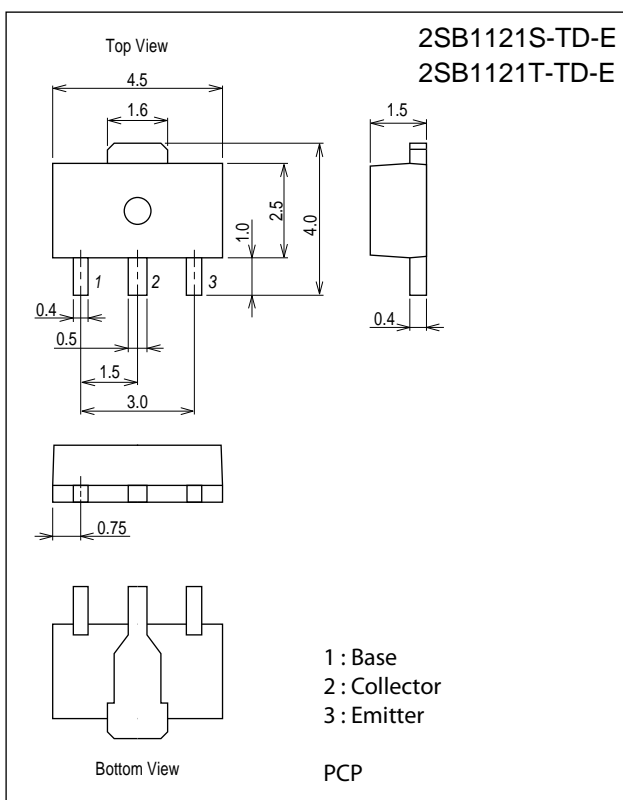 Top View
2SB1121S-TD-E
2SB1121T-TD-E
4.5
1.6
1.5
2.5
4.0
1.0
1
2
3
0.4
0.4
0.5
1.5
3.0
0.75
1 : Base
2 : Collector
3 : Emitter
Bottom View
PCP